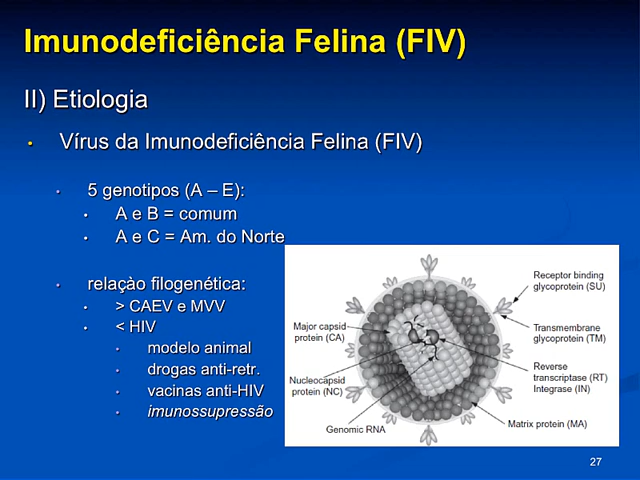 Imunodeficiência Felina (FIV)
II) Etiologia
• Vírus da Imunodeficiência Felina (FIV)
• 5 genotipos (A – E):
• A e B = comum
• A e C = Am. do Norte
• relaçào filogenética:
• > CAEV e MVV
• < HIV
• modelo animal
• drogas anti-retr.
• vacinas anti-HIV
• imunossupressão
Major capsid
protein (CA)
Nucleocapsid
protein (NC)
Genomic RNA
Receptor binding
glycoprotein (SU)
Transmembrane
glycoprotein (TM)
Reverse
transcriptase (RT)
Integrase (IN)
Matrix protein (MA)
27